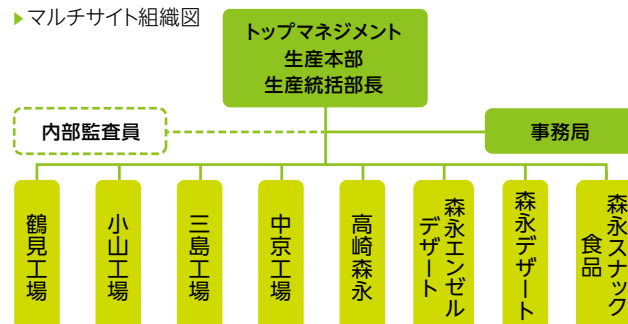 ▶マルチサイト組織図
トップマネジメント
生産本部
生産統括部長
内部監査員
事務局
鶴見工場
小山工場
三島工場
中京工場
高崎森永
森永エンゼル
デザート
森永デザート
森永スナック
食品